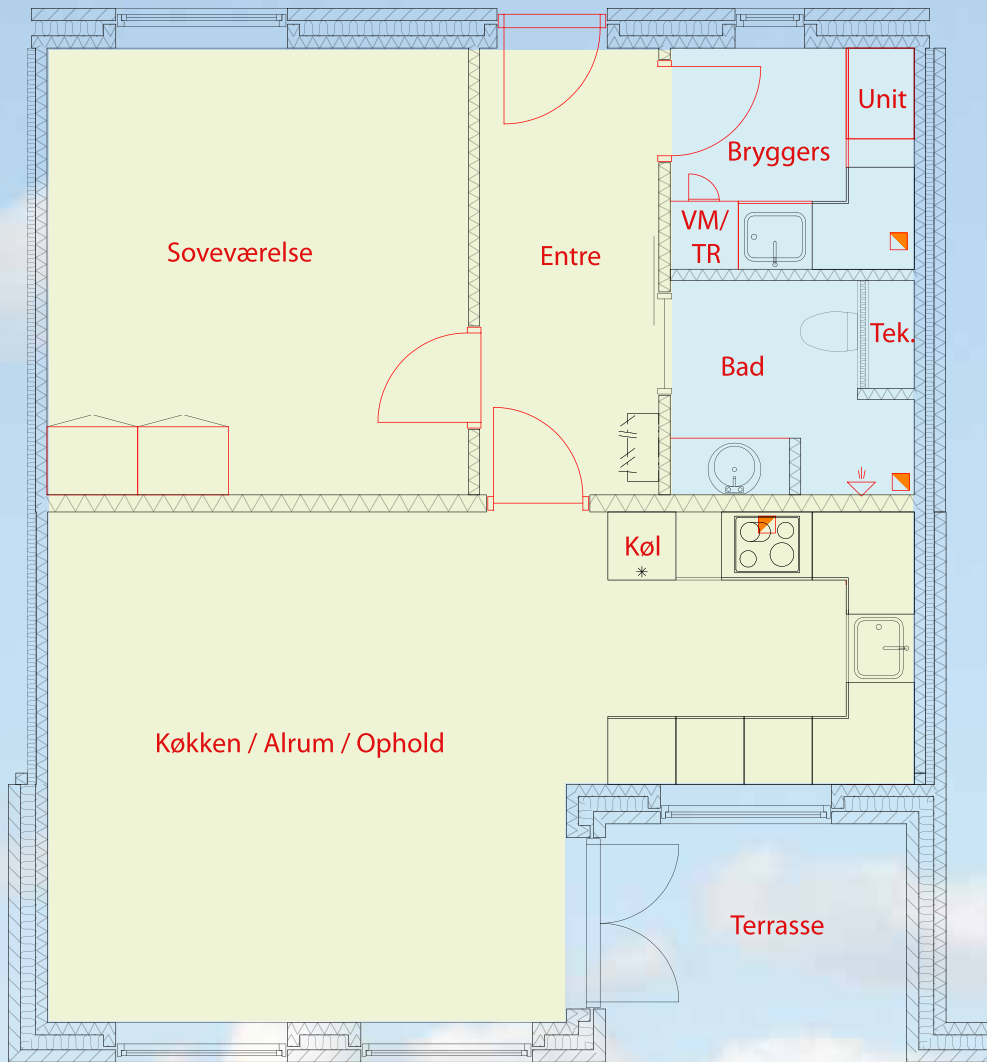 Unit
Bryggers
VM/
TR
Soveværelse
Entre
Tek.
Bad
Køl
Køkken / Alrum / Ophold
Terrasse